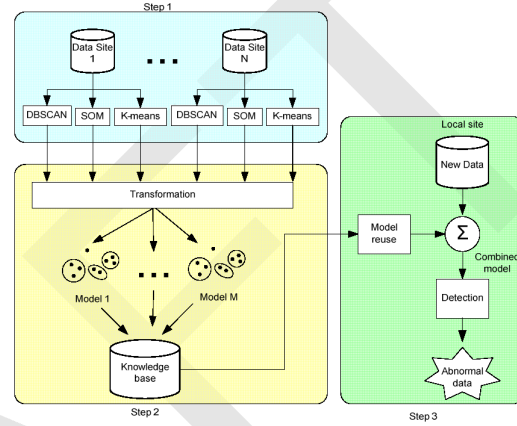 Step 1
Data Site
1
Data Site
N
DBSCAN
SOM
K-means
DBSCAN
SOM
K-means
Transformation
Model 1
Model M
Knowledge
base
Step 2
Local site
New Data
Model
reuse
Σ
Combined
model
Detection
Abnormal
data
Step 3